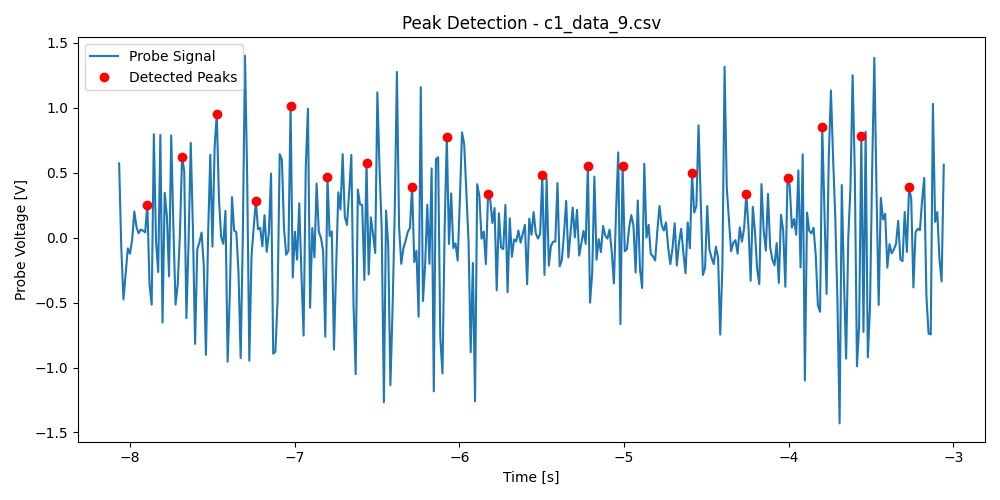 Peak Detection - c1_data_9.csv
Probe Signal
Detected Peaks
1.5
1.0
0.5
0.0
−0.5
−1.0
−1.5
Probe Voltage [V]
−8
−7
−6
−5
−4
−3
Time [s]